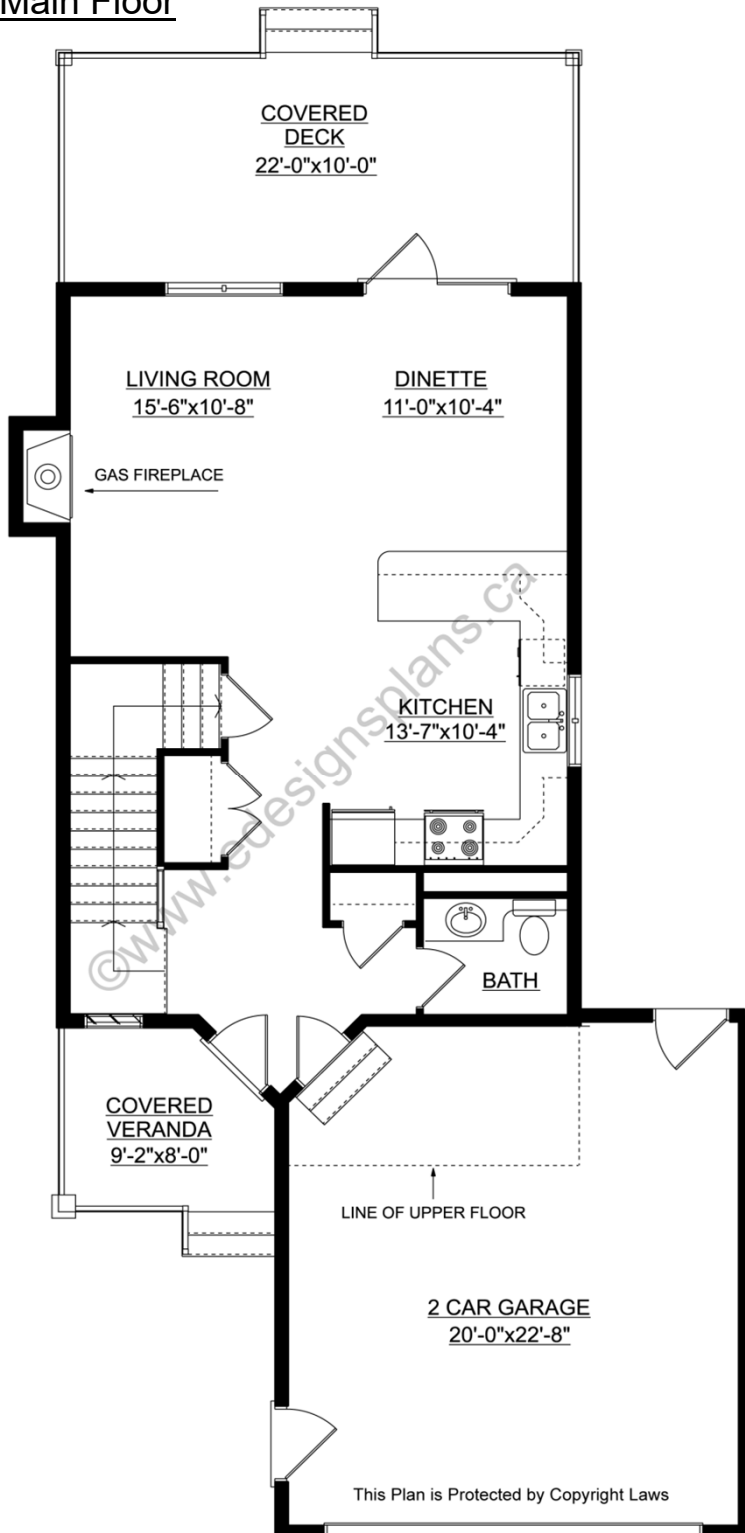 Main Floor
COVERED
DECK
22'-0"x10'-0"
LIVING ROOM
15'-6"x10'-8"
DINETTE
11'-0"x10'-4"
GAS FIREPLACE
©www.edesignsplans.ca
KITCHEN
13'-7"x10'-4"
BATH
COVERED
VERANDA
9'-2"x8'-0"
LINE OF UPPER FLOOR
2 CAR GARAGE
20'-0"x22'-8"
This Plan is Protected by Copyright Laws